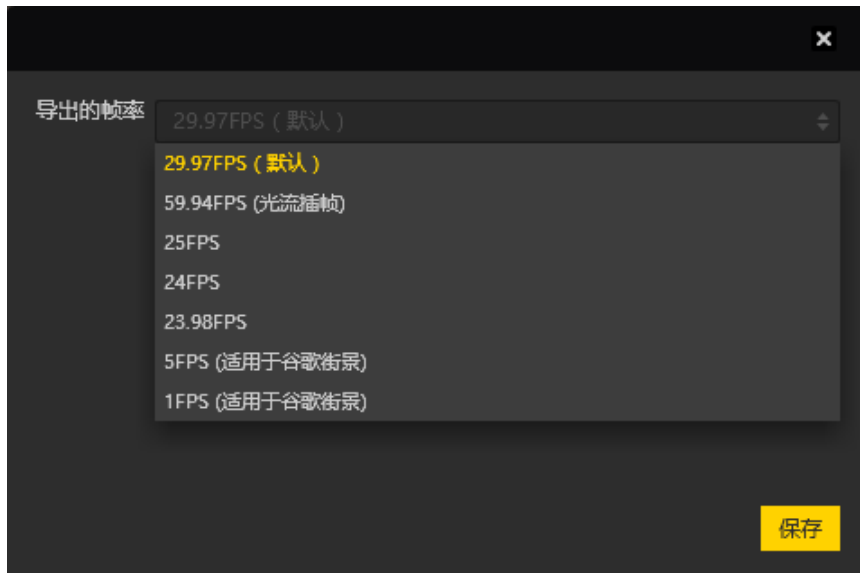 导出的帧率
29.97FPS ( 默认 )
29.97FPS ( 默认 )
59.94FPS (光流插帧)
25FPS
24FPS
23.98FPS
5FPS (适用于谷歌街景)
1FPS (适用于谷歌街景)
保存